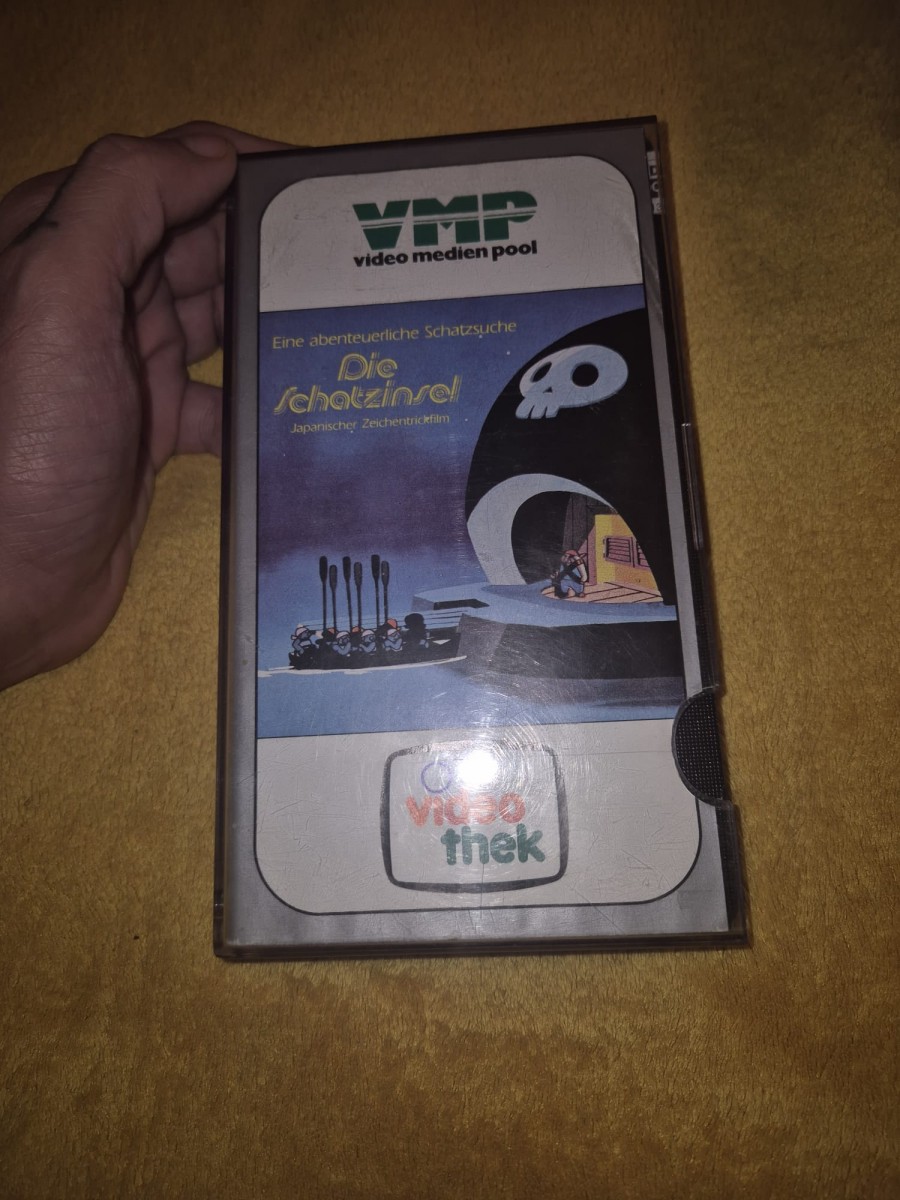 VMP
video medien pool
Eine abenteuerliche Schatzsuche
Die
Schatzinsel
Japanischer Zeichentrickfilm
video
thek